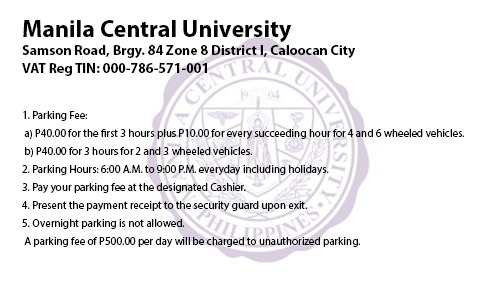 Manila Central University
Samson Road, Brgy. 84 Zone 8 District I, Caloocan City
VAT Reg TIN: 000-786-571-001
1. Parking Fee:
a) P40.00 for the first 3 hours plus P10.00 for every succeeding hour for 4 and 6 wheeled vehicles.
b) P40.00 for 3 hours for 2 and 3 wheeled vehicles.
2. Parking Hours: 6:00 A.M. to 9:00 P.M. everyday including holidays.
3. Pay your parking fee at the designated Cashier.
4. Present the payment receipt to the security guard upon exit.
5. Overnight parking is not allowed.
A parking fee of P500.00 per day will be charged to unauthorized parking.
MANILA CENTRAL UNIVERSITY
1904
PHILIPPINES